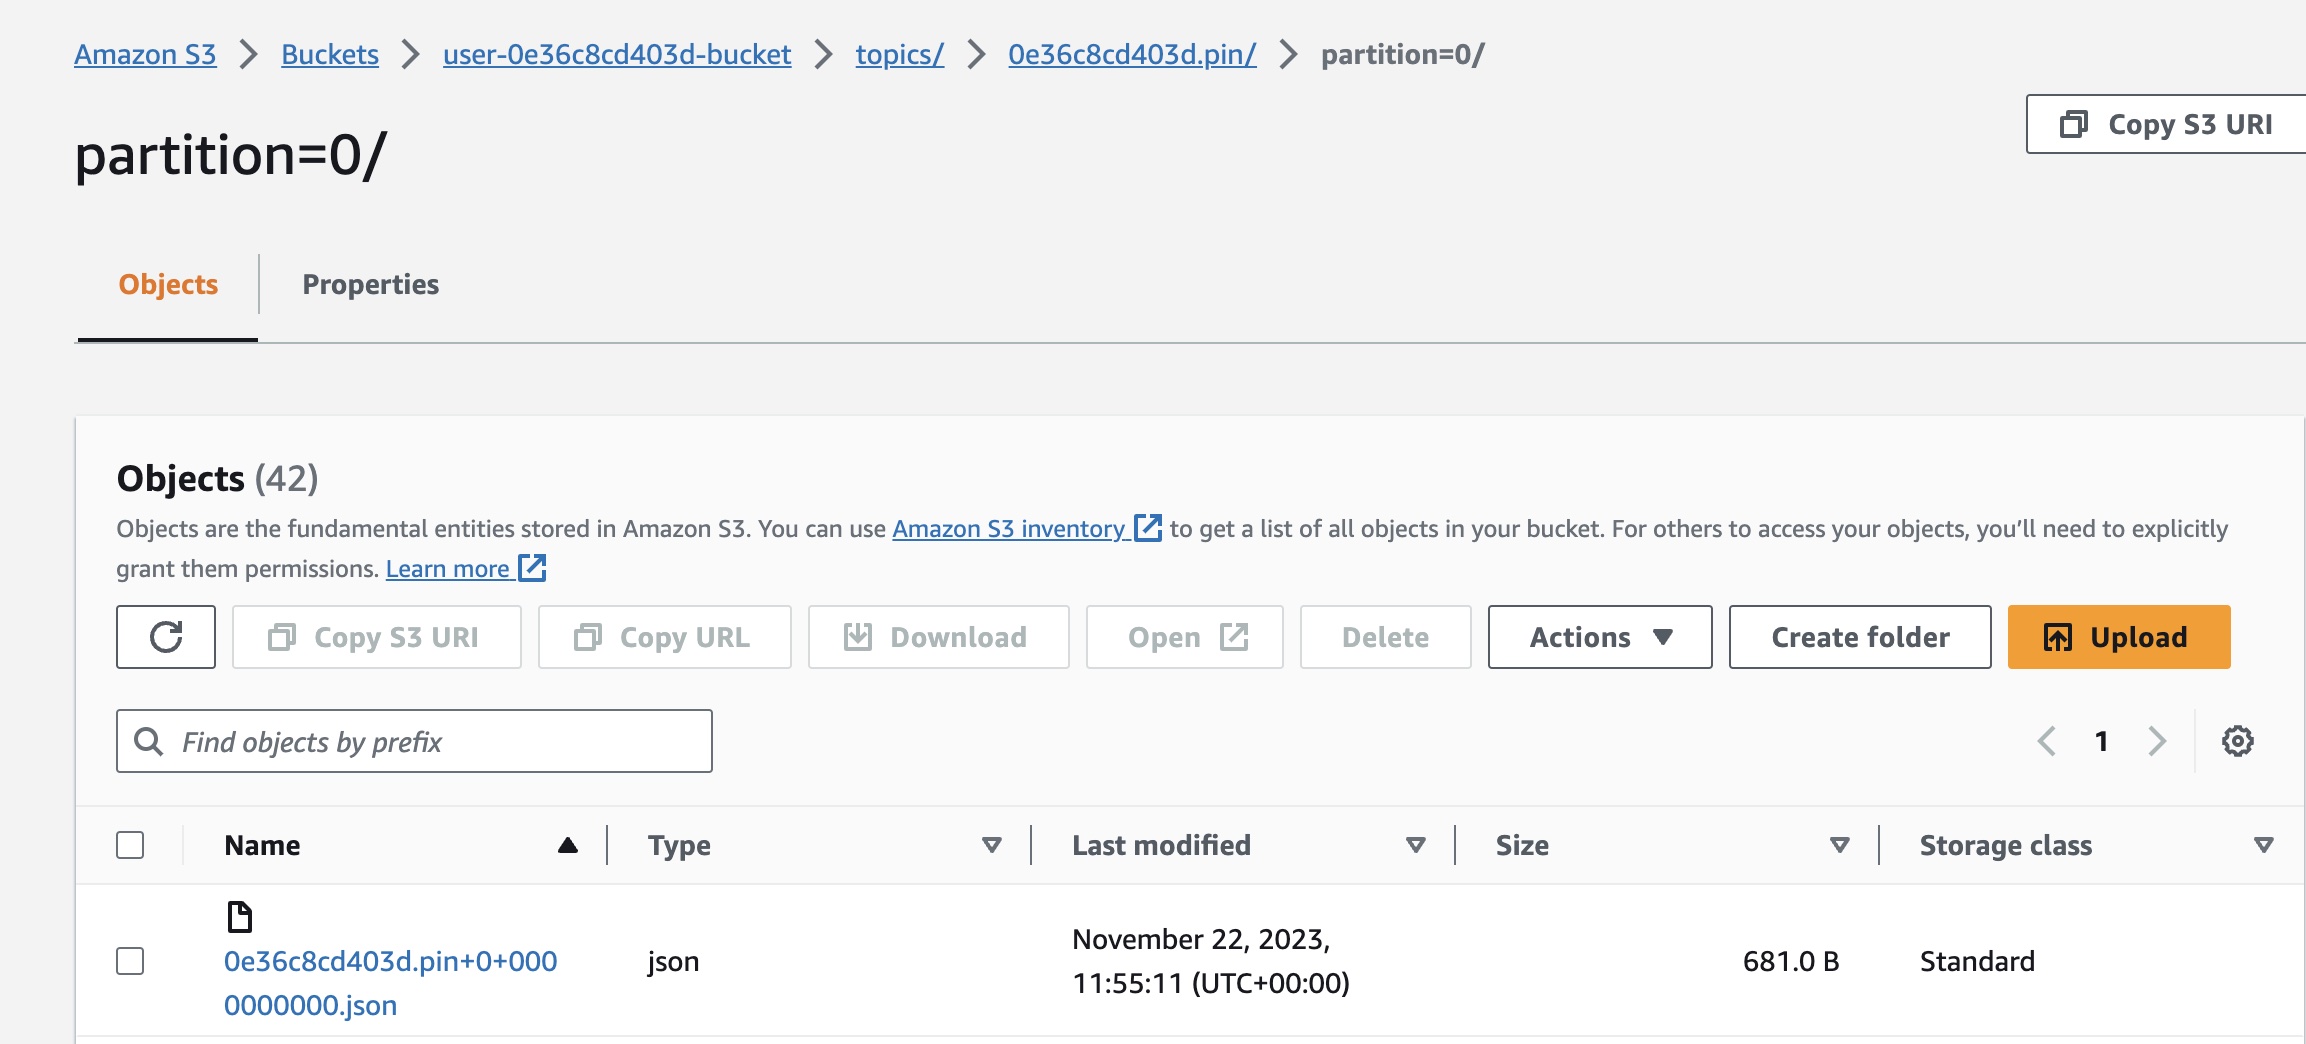 Amazon S3 > Buckets > user-0e36c8cd403d-bucket > topics/ > 0e36c8cd403d.pin/ > partition=0/
Copy S3 URI
partition=0/
Objects Properties
Objects (42)
Objects are the fundamental entities stored in Amazon S3. You can use Amazon S3 inventory to get a list of all objects in your bucket. For others to access your objects, you’ll need to explicitly
grant them permissions. Learn more
Copy S3 URI Copy URL Download Open Delete Actions Create folder Upload
Find objects by prefix 1
Name Type Last modified Size Storage class
0e36c8cd403d.pin+0+000
0000000.json
json
November 22, 2023,
11:55:11 (UTC+00:00)
681.0 B
Standard